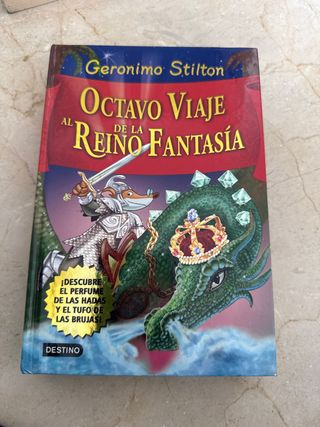 Geronimo Stilton
OCTAVO VIAJE
AL REINO DE LA FANTASÍA
¡DESCUBRE
EL PERFUME
DE LAS HADAS
Y EL TUFO DE
LAS BRUJAS!
DESTINO